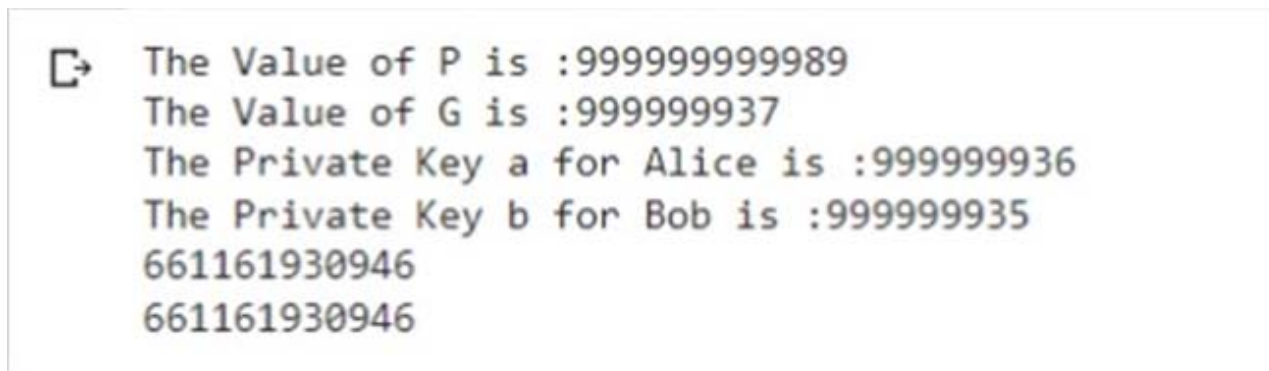 The Value of P is :999999999989
The Value of G is :999999937
The Private Key a for Alice is :999999936
The Private Key b for Bob is :999999935
661161930946
661161930946